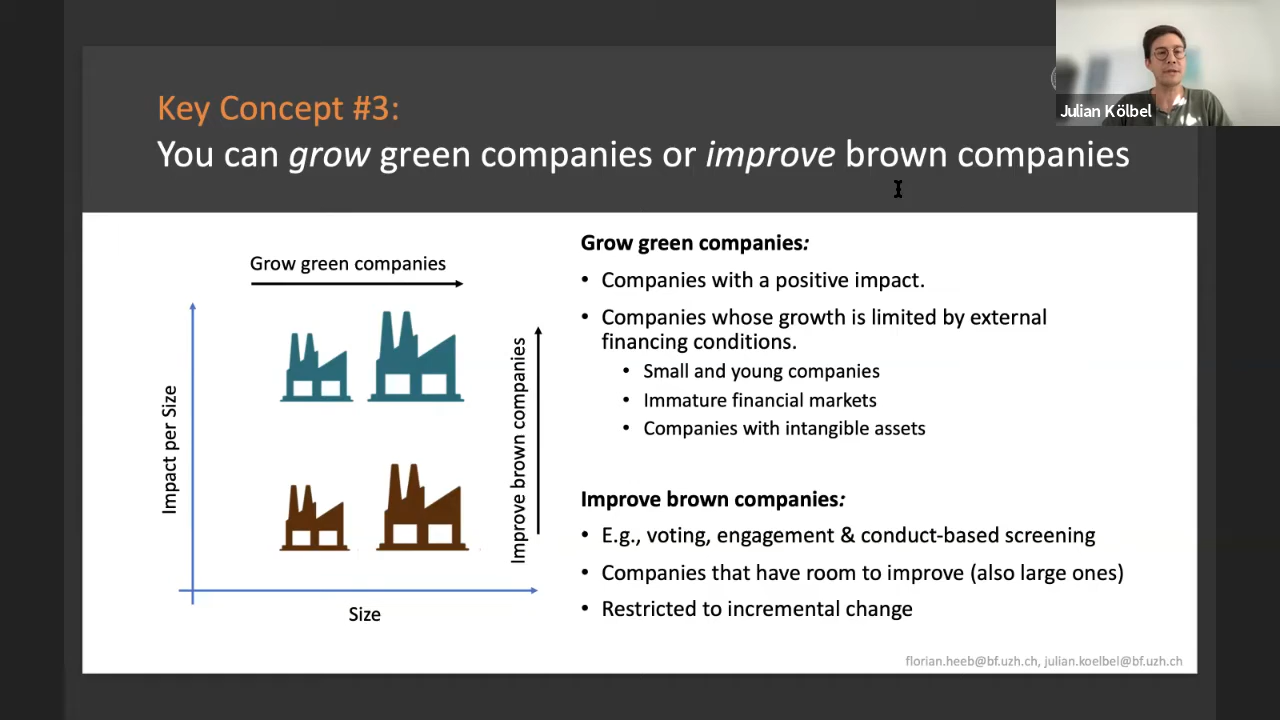 Julian Kölbel
Key Concept #3:
You can grow green companies or improve brown companies
Grow green companies
Impact per Size
Improve brown companies
Size
Grow green companies:
• Companies with a positive impact.
• Companies whose growth is limited by external
financing conditions.
• Small and young companies
• Immature financial markets
• Companies with intangible assets
Improve brown companies:
• E.g., voting, engagement & conduct-based screening
• Companies that have room to improve (also large ones)
• Restricted to incremental change
florian.heeb@bf.uzh.ch, julian.koelbel@bf.uzh.ch